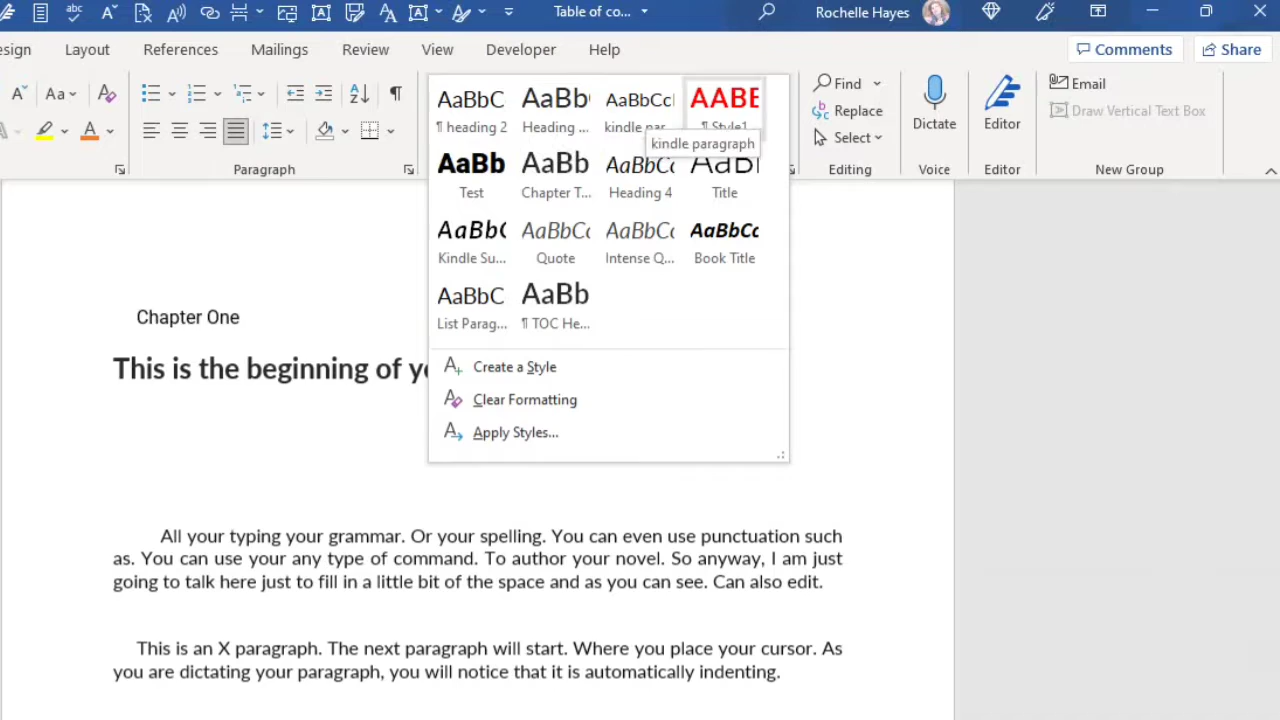 Table of co...
Rochelle Hayes
esign
Layout
References
Mailings
Review
View
Developer
Help
Comments
Share
Aa
AaBbC
AaBb
AaBbCcI
AABE
¶ heading 2
Heading ...
kindle par
¶ Style1
kindle paragraph
Find
Replace
Select
Dictate
Editor
Email
Draw Vertical Text Box
Paragraph
Editing
Voice
Editor
New Group
AaBb
AaBb
AaBbCc
AaBl
Test
Chapter T...
Heading 4
Title
AaBbC
AaBbCc
AaBbCc
AaBbCc
Kindle Su...
Quote
Intense Q...
Book Title
AaBbC
AaBb
List Parag...
¶ TOC He...
Create a Style
Clear Formatting
Apply Styles...
Chapter One
This is the beginning of yo
All your typing your grammar. Or your spelling. You can even use punctuation such
as. You can use your any type of command. To author your novel. So anyway, I am just
going to talk here just to fill in a little bit of the space and as you can see. Can also edit.
This is an X paragraph. The next paragraph will start. Where you place your cursor. As
you are dictating your paragraph, you will notice that it is automatically indenting.